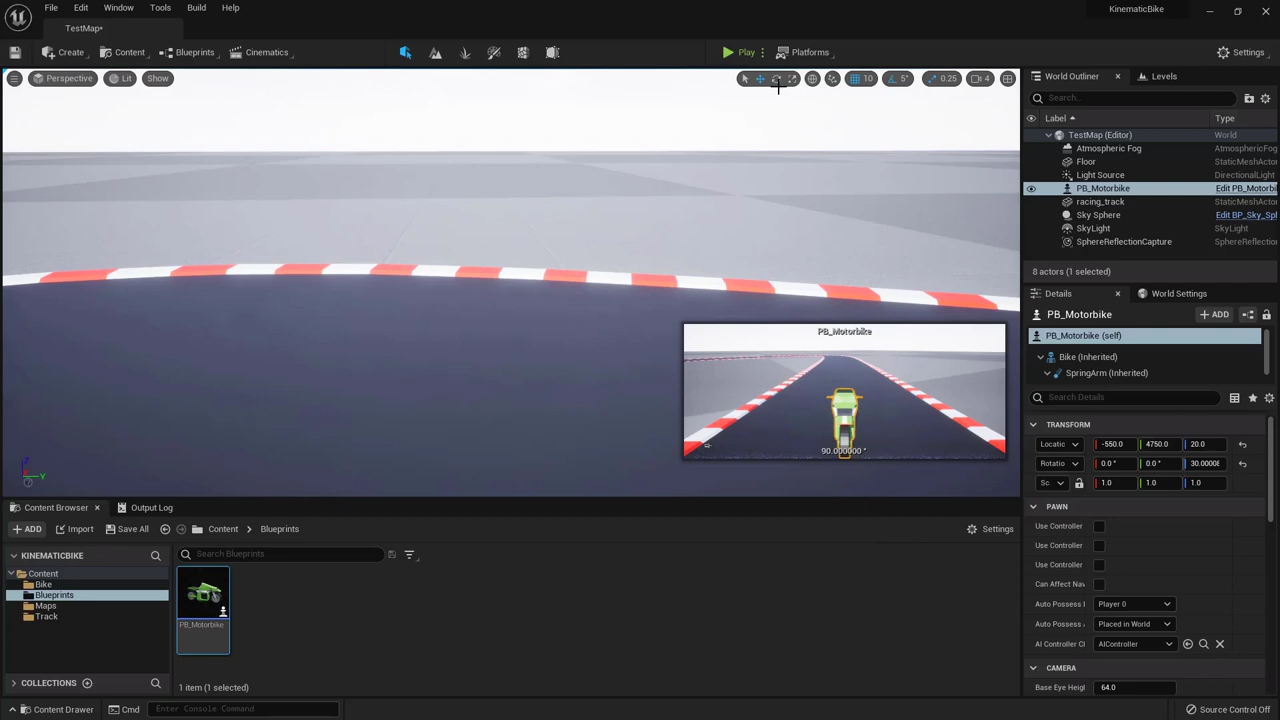 File Edit Window Tools Build Help
KinematicBike
TestMap•
Create Content Blueprints Cinematics Play Platforms Settings
Perspective Lit Show 10 5° 0.25 4
World Outliner Levels
Search...
Label Type
TestMap (Editor) World
Atmospheric Fog AtmosphericFog
Floor StaticMeshActor
Light Source DirectionalLight
PB_Motorbike Edit PB_Motorbi
racing_track StaticMeshActor
Sky Sphere Edit BP_Sky_Sp
SkyLight SkyLight
SphereReflectionCapture SphereReflection
8 actors (1 selected)
Details World Settings
PB_Motorbike ADD
PB_Motorbike (self)
Bike (Inherited)
SpringArm (Inherited)
Search Details
TRANSFORM
Locatic -550.0 4750.0 20.0
Rotatio 0.0 ° 0.0 ° 30.00000
Sc 1.0 1.0 1.0
PAWN
Use Controller
Use Controller
Use Controller
Can Affect Nav
Auto Possess Player 0
Auto Possess Placed in World
AI Controller Cl AIController
CAMERA
Base Eye Heig 64.0
PB_Motorbike
90.000000 °
Content Browser Output Log
ADD Import Save All Content Blueprints Settings
KINEMATICBIKE
Search Blueprints
Content
Bike
Blueprints
Maps
Track
PB_Motorbike
COLLECTIONS
1 item (1 selected)
Content Drawer Cmd Enter Console Command Source Control Off